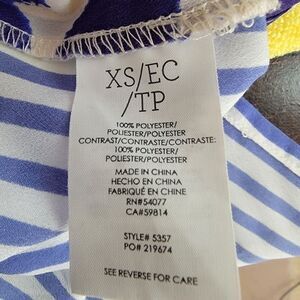 XS/EC
/TP
100% POLYESTER/
POLIESTER/POLYESTER
CONTRAST/CONTRASTE/CONTRASTE:
100% POLYESTER/
POLIESTER/POLYESTER
MADE IN CHINA
HECHO EN CHINA
FABRIQUÉ EN CHINE
RN#54077
CA#59814
STYLE# 5357
PO# 219674
SEE REVERSE FOR CARE